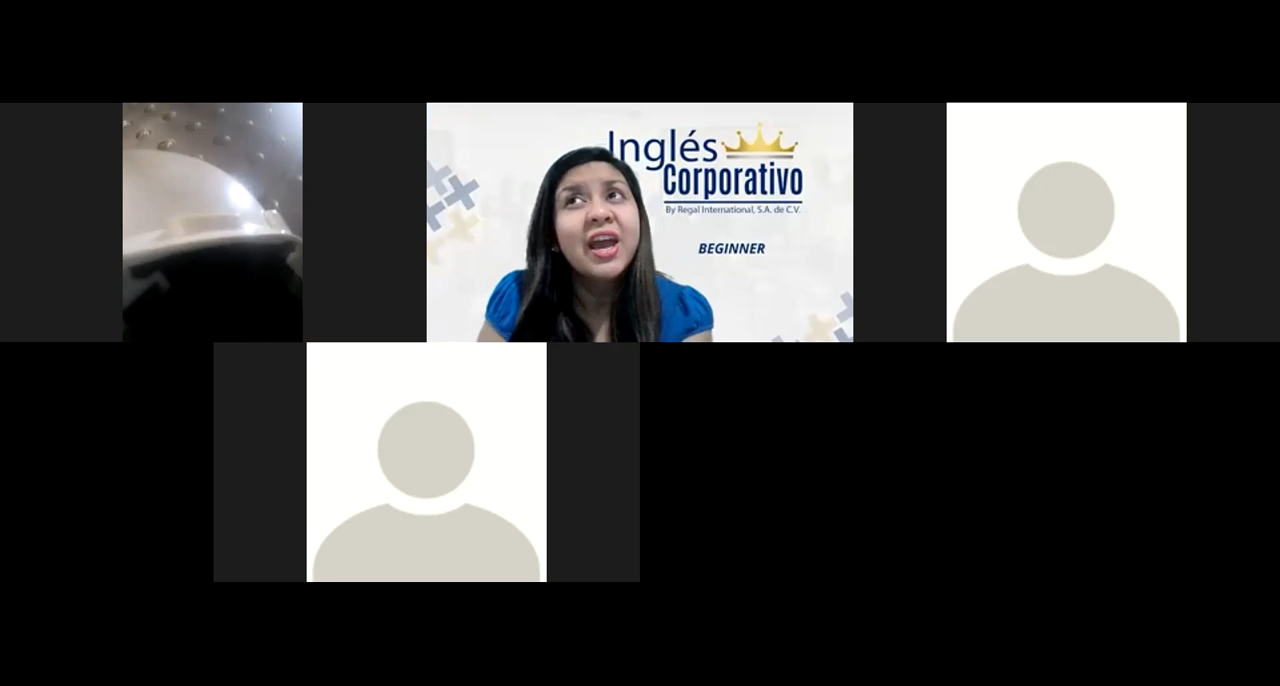 Inglés
Corporativo
By Regal International, S.A. de C.V.
BEGINNER